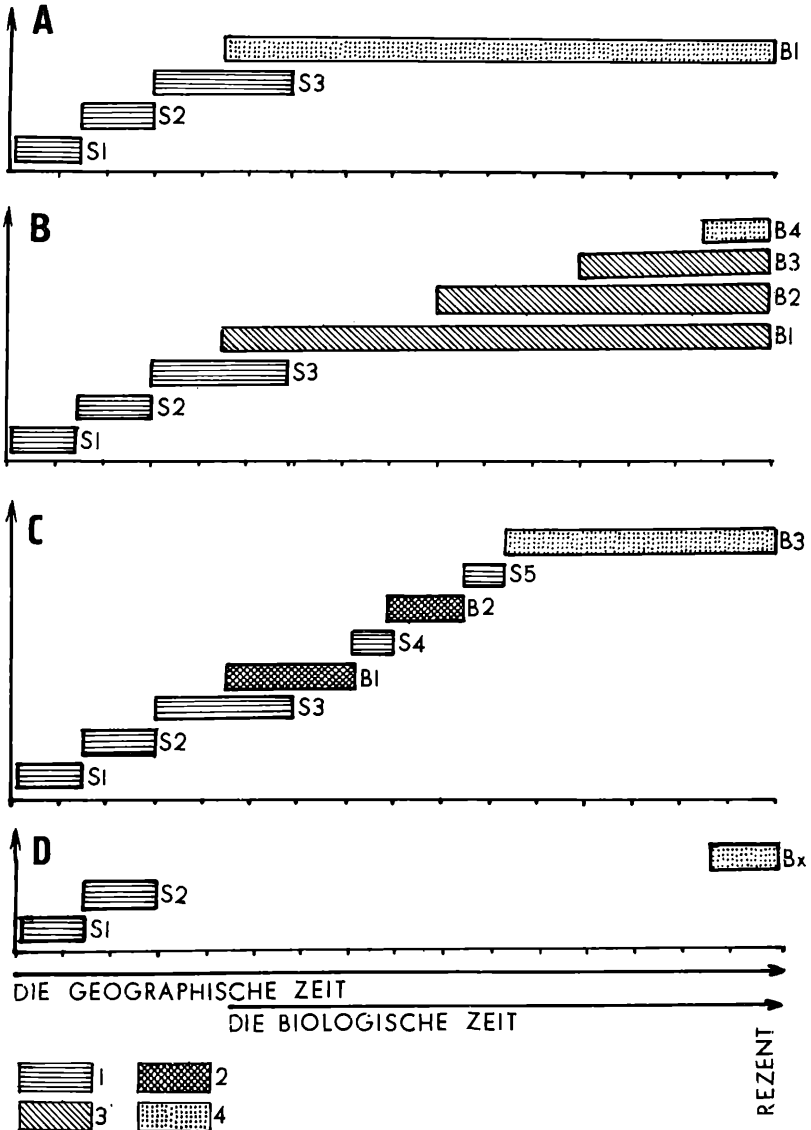 A
B1
S3
S2
S1
B
B4
B3
B2
B1
S3
S2
S1
C
B3
S5
B2
S4
B1
S3
S2
S1
D
Bx
S2
S1
DIE GEOGRAPHISCHE ZEIT
DIE BIOLOGISCHE ZEIT
REZENT
1 2
3 4